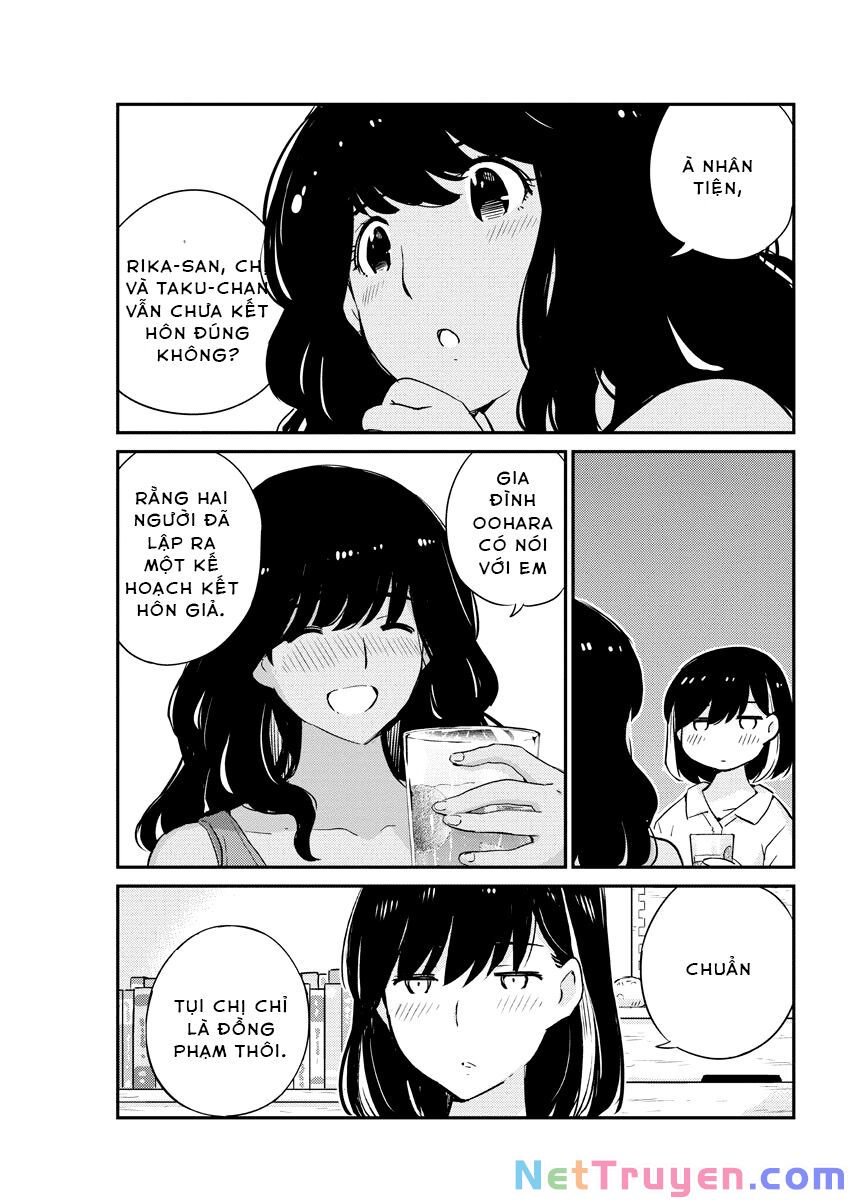 À NHÂN
TIỆN,
RIKA-SAN, CHỊ
VÀ TAKU-CHAN
VẪN CHƯA KẾT
HÔN ĐÚNG
KHÔNG?
GIA
ĐÌNH
OOHARA
CÓ NÓI
VỚI EM
RẰNG HAI
NGƯỜI ĐÃ
LẬP RA
MỘT KẾ
HOẠCH KẾT
HÔN GIẢ.
CHUẨN
TỤI CHỊ CHỈ
LÀ ĐỒNG
PHẠM THÔI.
NetTruyen.com